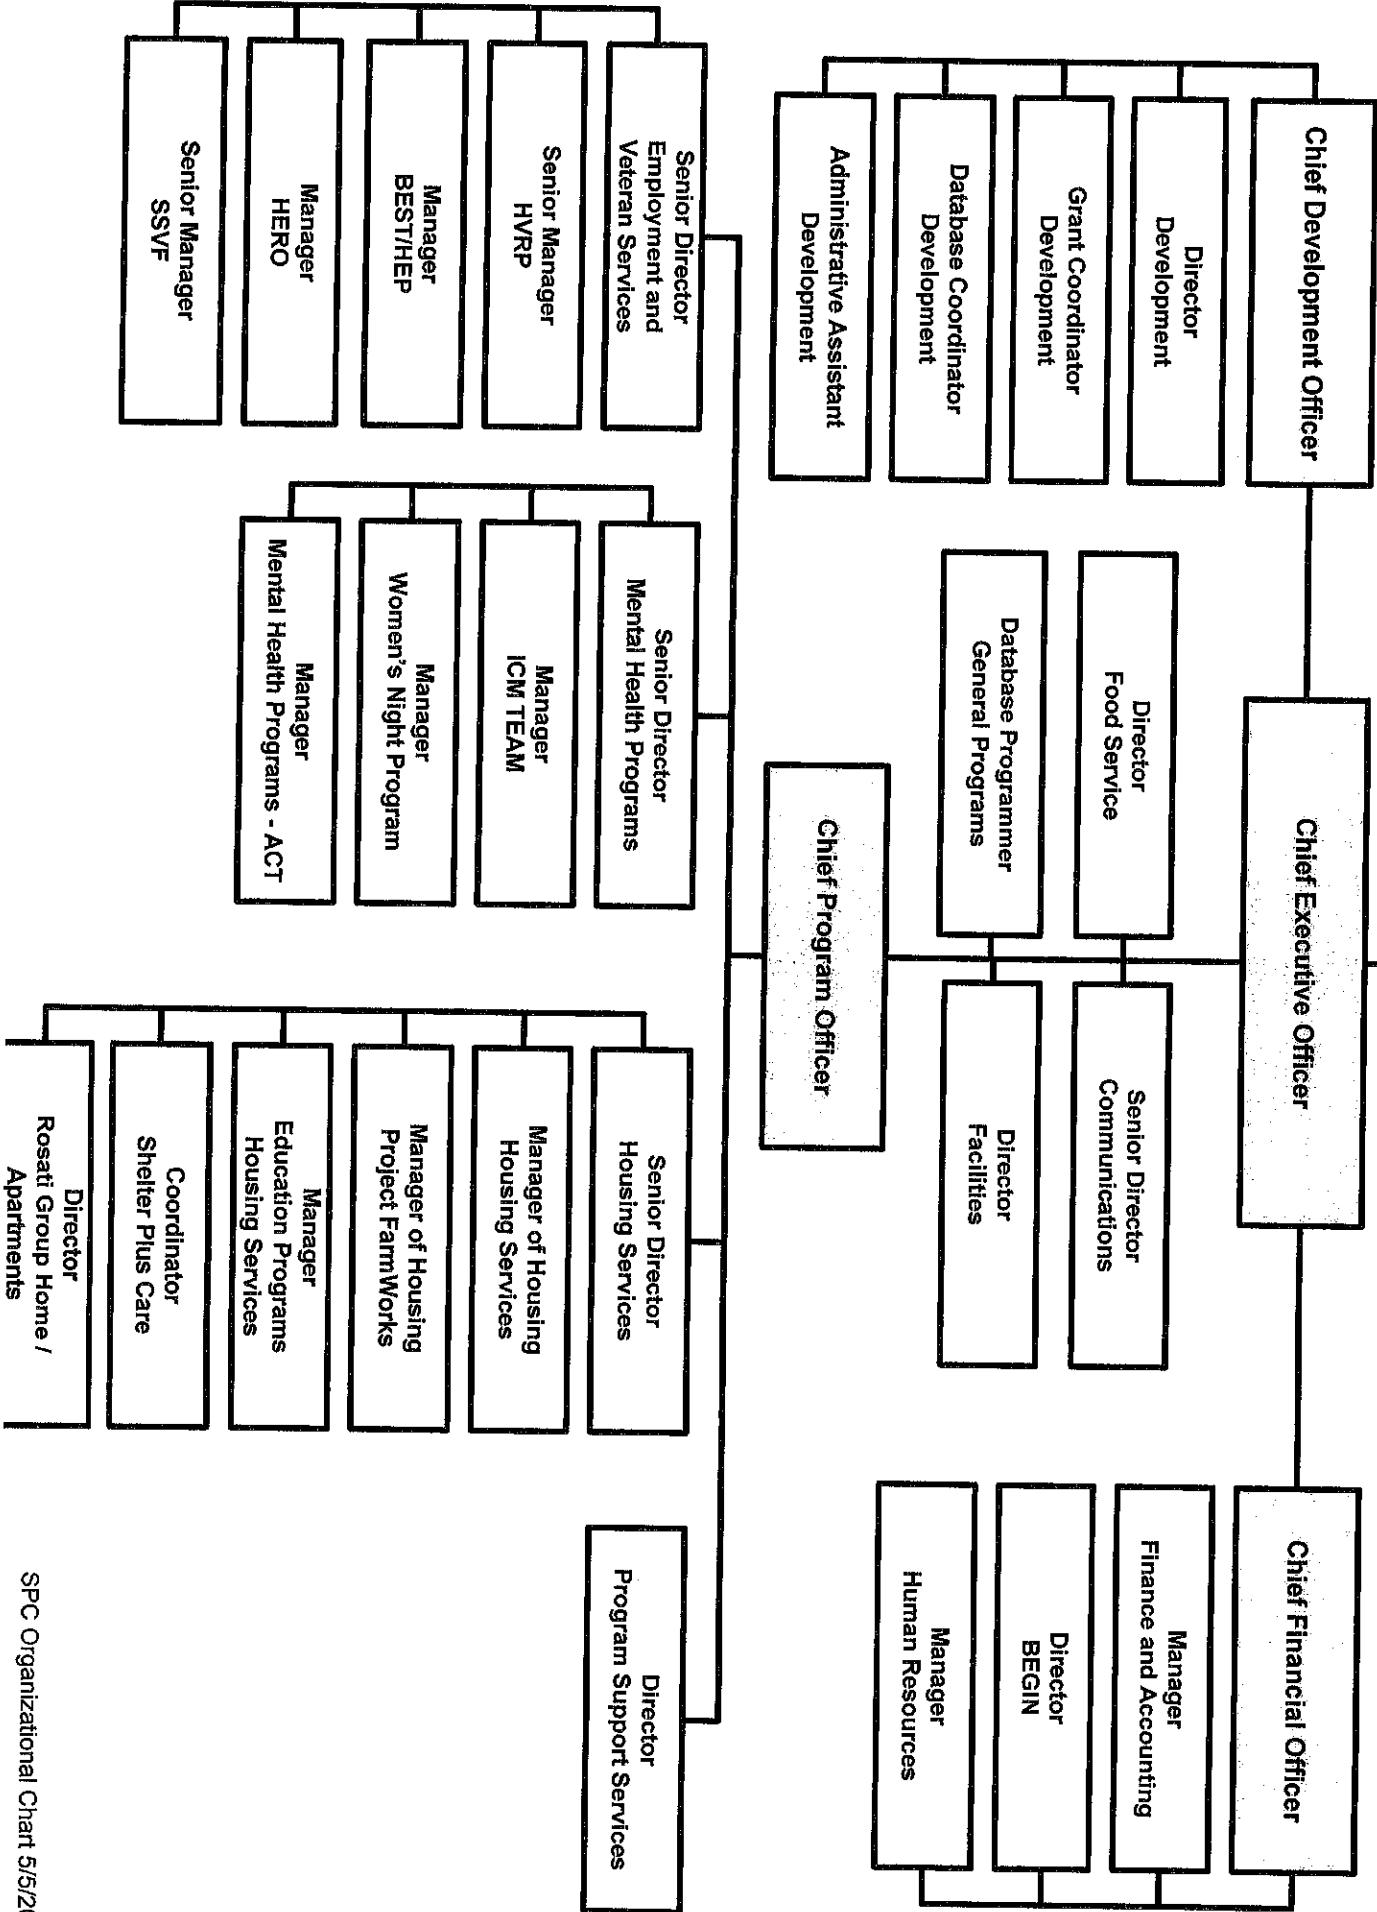 Chief Executive Officer
Chief Development Officer
Director
Development
Grant Coordinator
Development
Database Coordinator
Development
Administrative Assistant
Development
Director
Food Service
Senior Director
Communications
Database Programmer
General Programs
Director
Facilities
Chief Financial Officer
Manager
Finance and Accounting
Director
BEGIN
Manager
Human Resources
Chief Program Officer
Senior Director
Employment and
Veteran Services
Senior Manager
HVRP
Manager
BEST/HEP
Manager
HERO
Senior Manager
SSVF
Senior Director
Mental Health Programs
Manager
ICM TEAM
Manager
Women's Night Program
Manager
Mental Health Programs - ACT
Senior Director
Housing Services
Manager of Housing
Housing Services
Manager of Housing
Project FarmWorks
Manager
Education Programs
Housing Services
Coordinator
Shelter Plus Care
Director
Rosati Group Home /
Apartments
Director
Program Support Services
SPC Organizational Chart